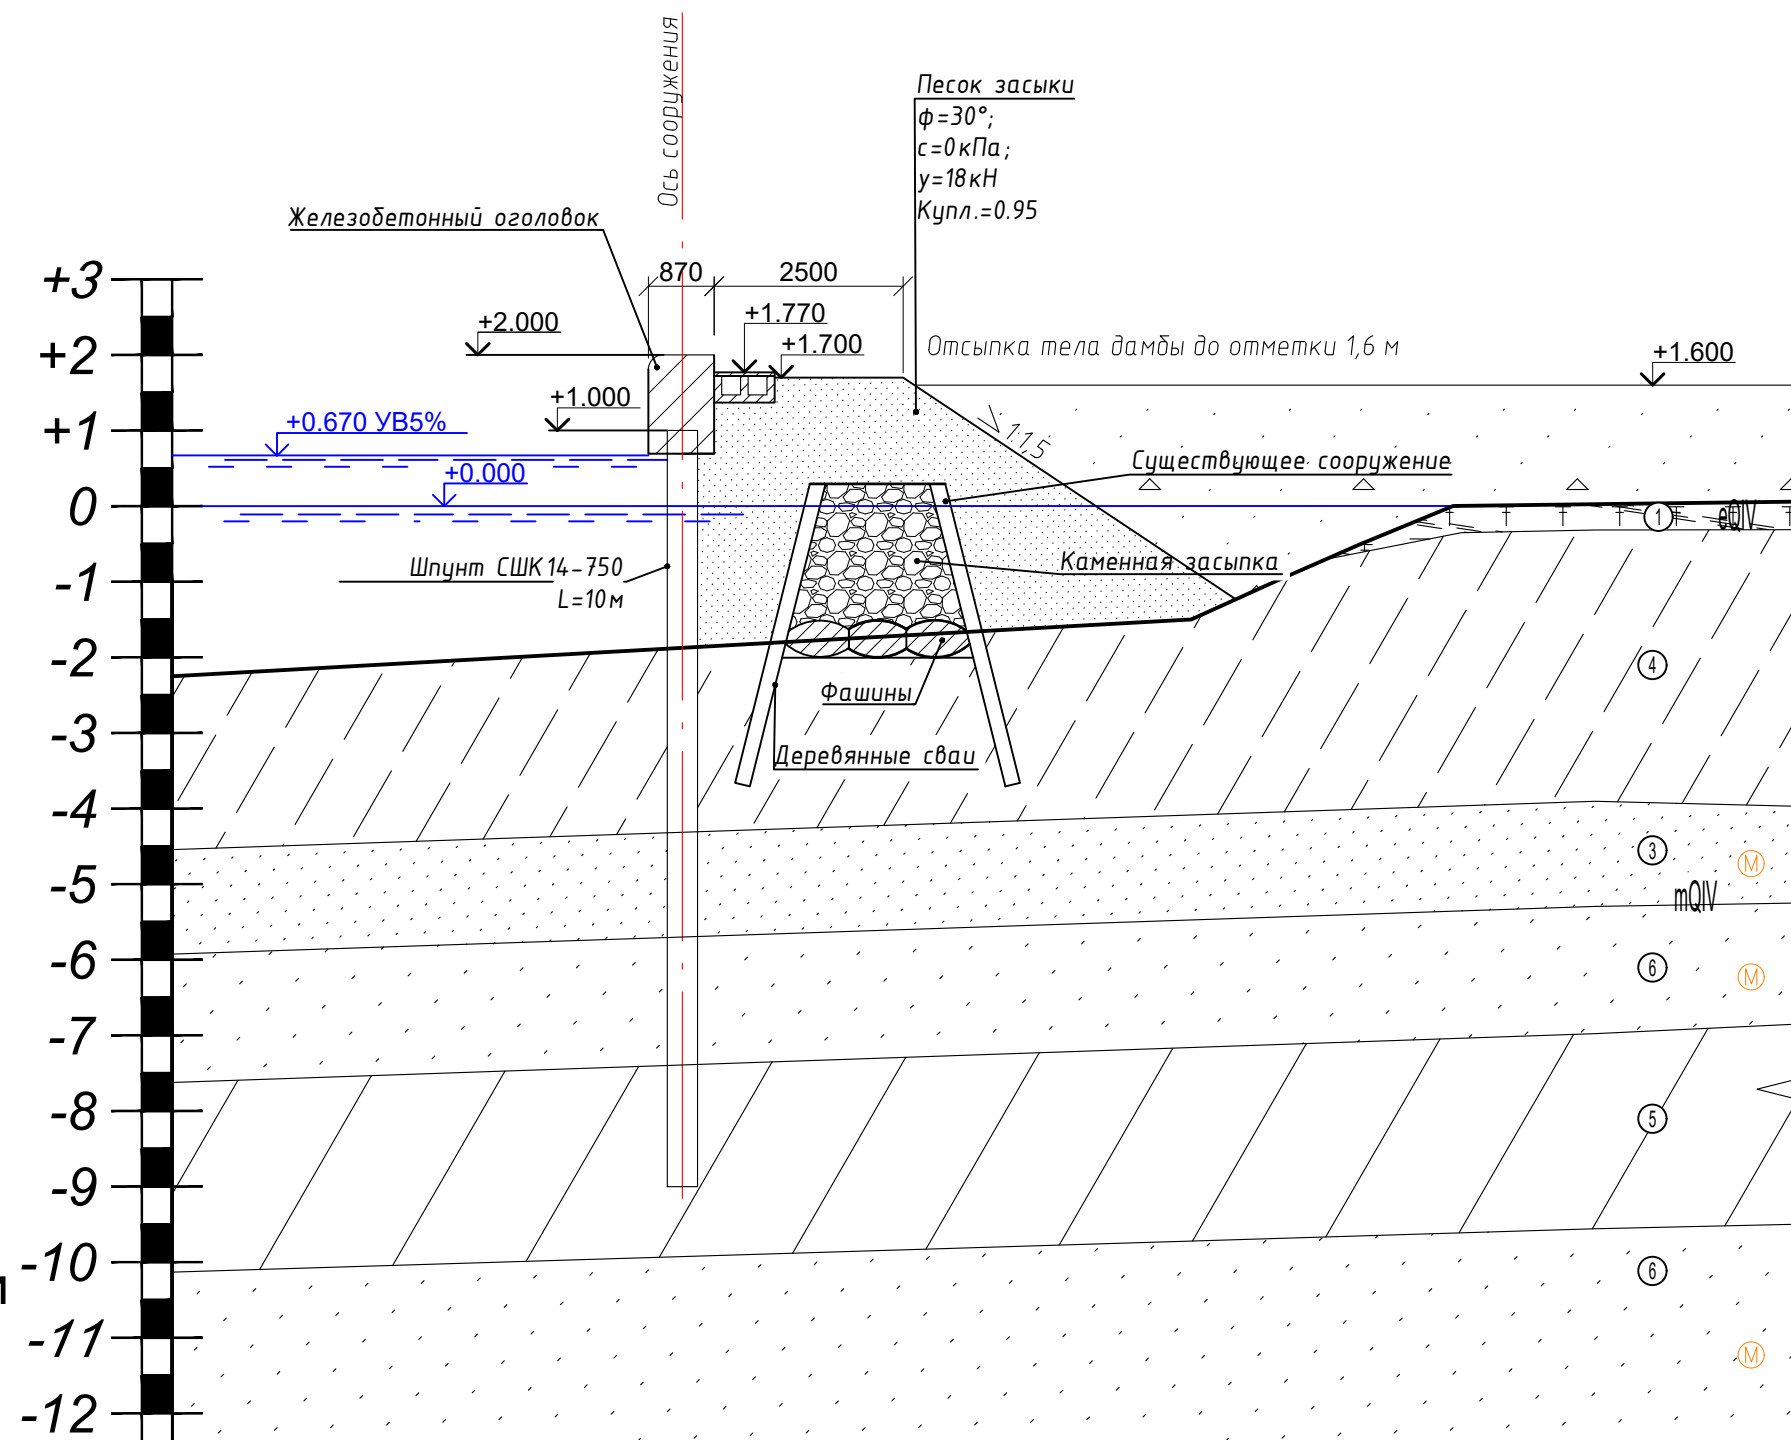 Ось сооружения
Песок засыки
φ=30°;
c=0кПа;
y=18кН
Купл.=0.95
Железобетонный оголовок
870
2500
+3
+2.000
+1.770
+1.700
Отсыпка тела дамбы до отметки 1,6 м
+1.600
+2
+1.000
+0.670 УВ5%
+1
1:1,5
Существующее сооружение
+0.000
0
1
eQIV
Шпунт СШК14-750
L=10м
Каменная засыпка
-1
-2
4
Фашины
-3
Деревянные сваи
-4
3
М
-5
mQIV
-6
6
М
-7
-8
5
-9
-10
6
-11
М
-12